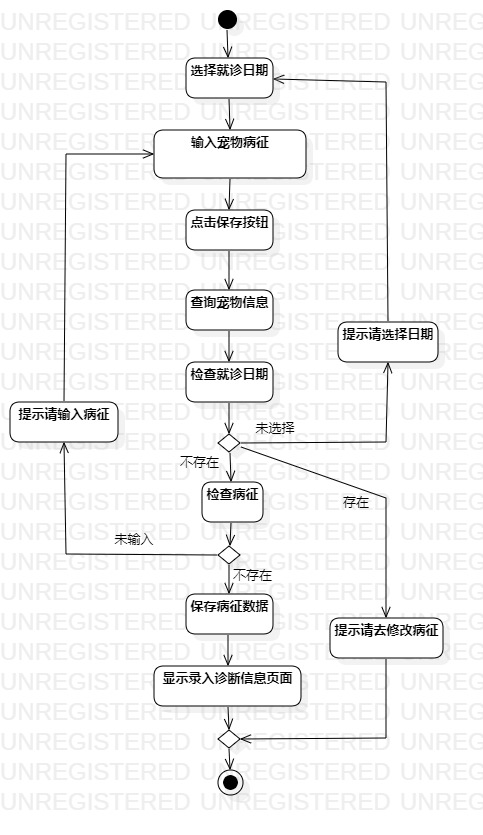 选择就诊日期
输入宠物病征
点击保存按钮
查询宠物信息
提示请选择日期
检查就诊日期
提示请输入病征
未选择
不存在
检查病征
存在
未输入
不存在
保存病征数据
提示请去修改病征
显示录入诊断信息页面
UNREGISTERED